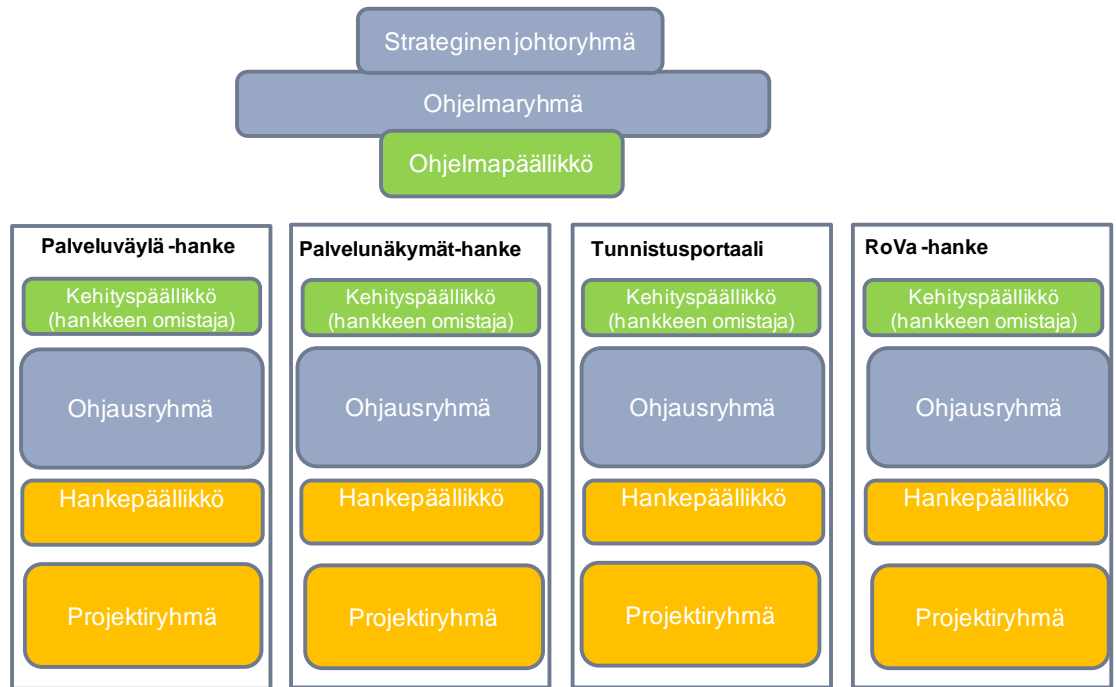 Strateginen johtoryhmä
Ohjelmaryhmä
Ohjelmapäällikkö
Palveluväylä -hanke
Kehityspäällikkö
(hankkeen omistaja)
Ohjausryhmä
Hankepäällikkö
Projektiryhmä
Palvelunäkymät-hanke
Kehityspäällikkö
(hankkeen omistaja)
Ohjausryhmä
Hankepäällikkö
Projektiryhmä
Tunnistusportaali
Kehityspäällikkö
(hankkeen omistaja)
Ohjausryhmä
Hankepäällikkö
Projektiryhmä
RoVa -hanke
Kehityspäällikkö
(hankkeen omistaja)
Ohjausryhmä
Hankepäällikkö
Projektiryhmä